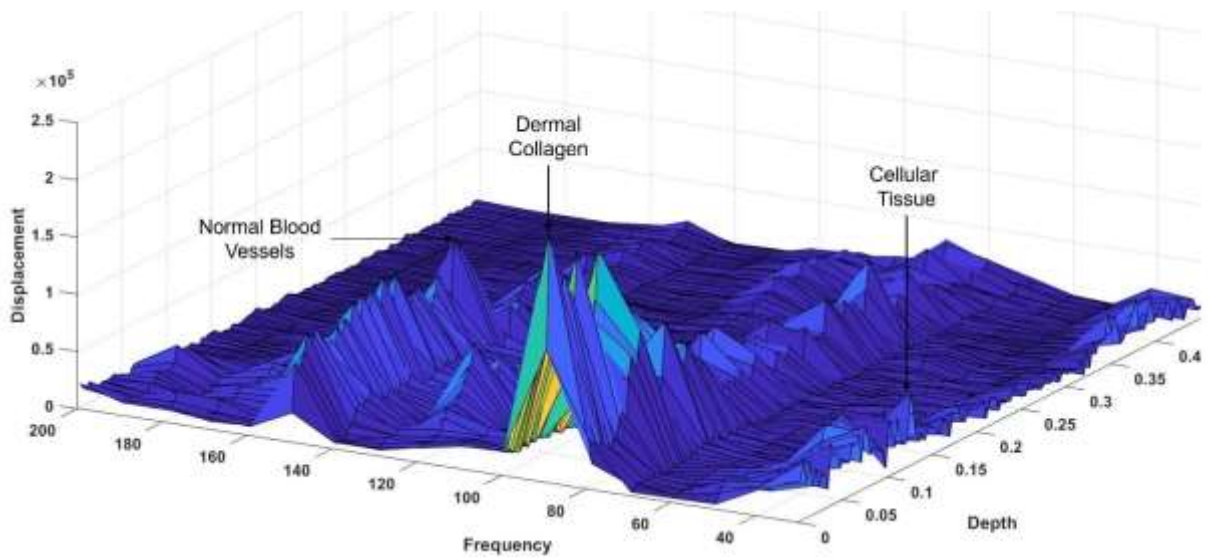 ×10⁵
2.5
2
1.5
1
0.5
0
Displacement
Normal Blood
Vessels
Dermal
Collagen
Cellular
Tissue
200
180
160
140
120
100
80
60
40
Frequency
0
0.05
0.1
0.15
0.2
0.25
0.3
0.35
0.4
Depth